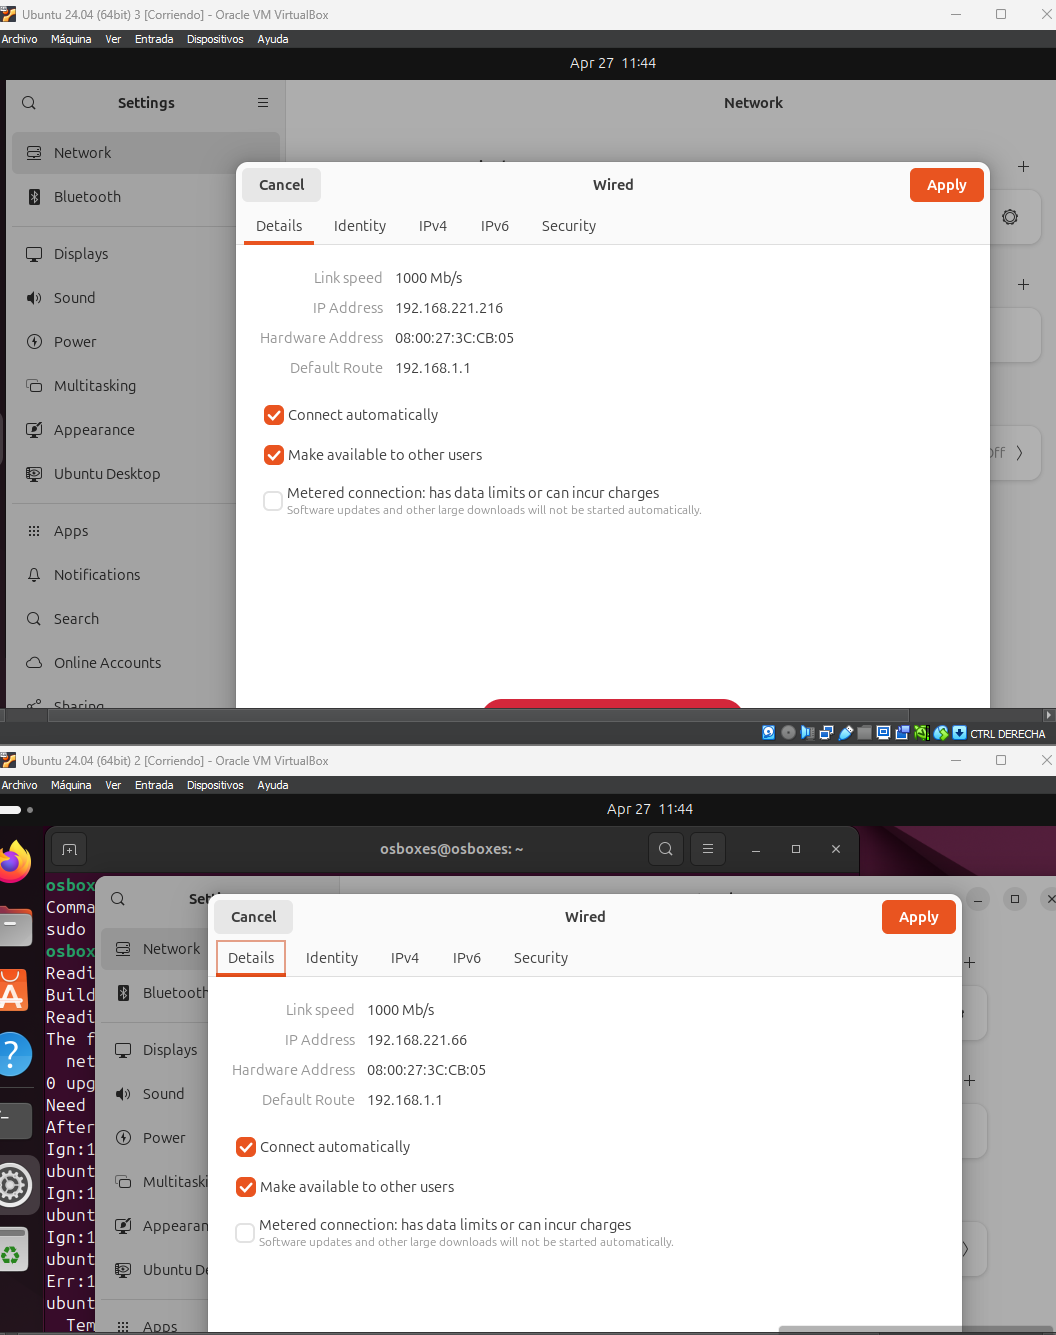 Ubuntu 24.04 (64bit) 3 [Corriendo] - Oracle VM VirtualBox
Archivo Máquina Ver Entrada Dispositivos Ayuda
Apr 27 11:44
Settings
Network
Network
Bluetooth
Displays
Sound
Power
Multitasking
Appearance
Ubuntu Desktop
Apps
Notifications
Search
Online Accounts
Sharing
Cancel
Wired
Apply
Details Identity IPv4 IPv6 Security
Link speed 1000 Mb/s
IP Address 192.168.221.216
Hardware Address 08:00:27:3C:CB:05
Default Route 192.168.1.1
Connect automatically
Make available to other users
Metered connection: has data limits or can incur charges
Software updates and other large downloads will not be started automatically.
Off
CTRL DERECHA
Ubuntu 24.04 (64bit) 2 [Corriendo] - Oracle VM VirtualBox
Archivo Máquina Ver Entrada Dispositivos Ayuda
Apr 27 11:44
osboxes@osboxes: ~
osbox
Comma
sudo
osbox
Readi
Build
Readi
The f
net
0 upg
Need
After
Ign:1
ubunt
Ign:1
ubunt
Ign:1
ubunt
Err:1
ubunt
Tem
Network
Bluetooth
Displays
Sound
Power
Multitaski
Appearan
Ubuntu De
Apps
Cancel
Wired
Apply
Details Identity IPv4 IPv6 Security
Link speed 1000 Mb/s
IP Address 192.168.221.66
Hardware Address 08:00:27:3C:CB:05
Default Route 192.168.1.1
Connect automatically
Make available to other users
Metered connection: has data limits or can incur charges
Software updates and other large downloads will not be started automatically.